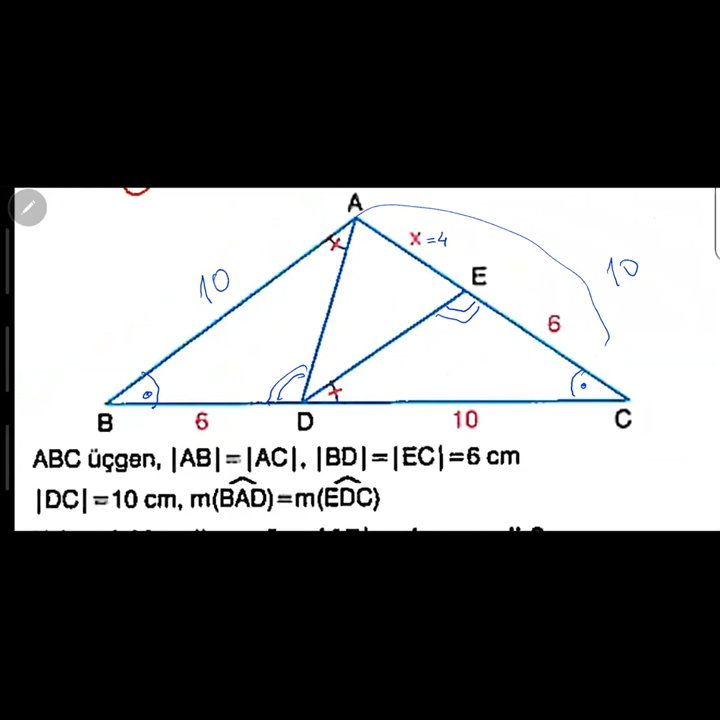 A
x
x = 4
10
E
10
6
x
B
6
D
10
C
ABC üçgen, |AB|=|AC|, |BD|=|EC|=6 cm
|DC|=10 cm, m(BAD)=m(EDC)